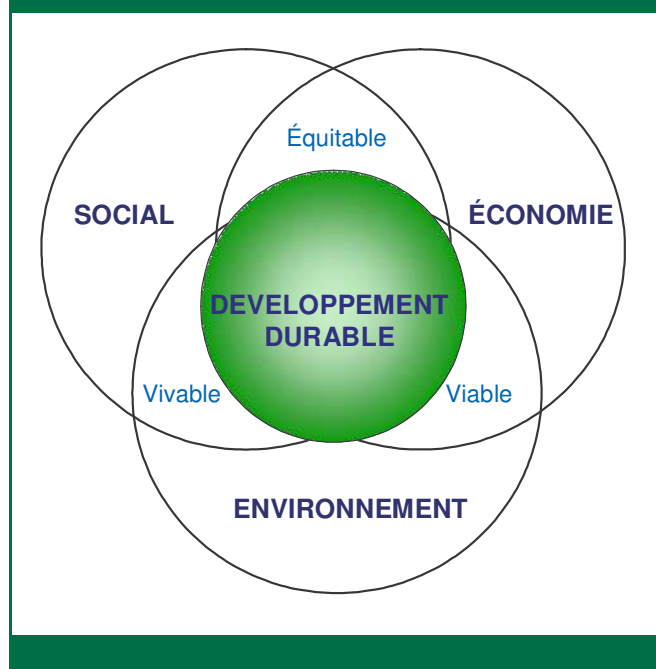 Équitable
SOCIAL
ÉCONOMIE
DEVELOPPEMENT
DURABLE
Vivable
Viable
ENVIRONNEMENT